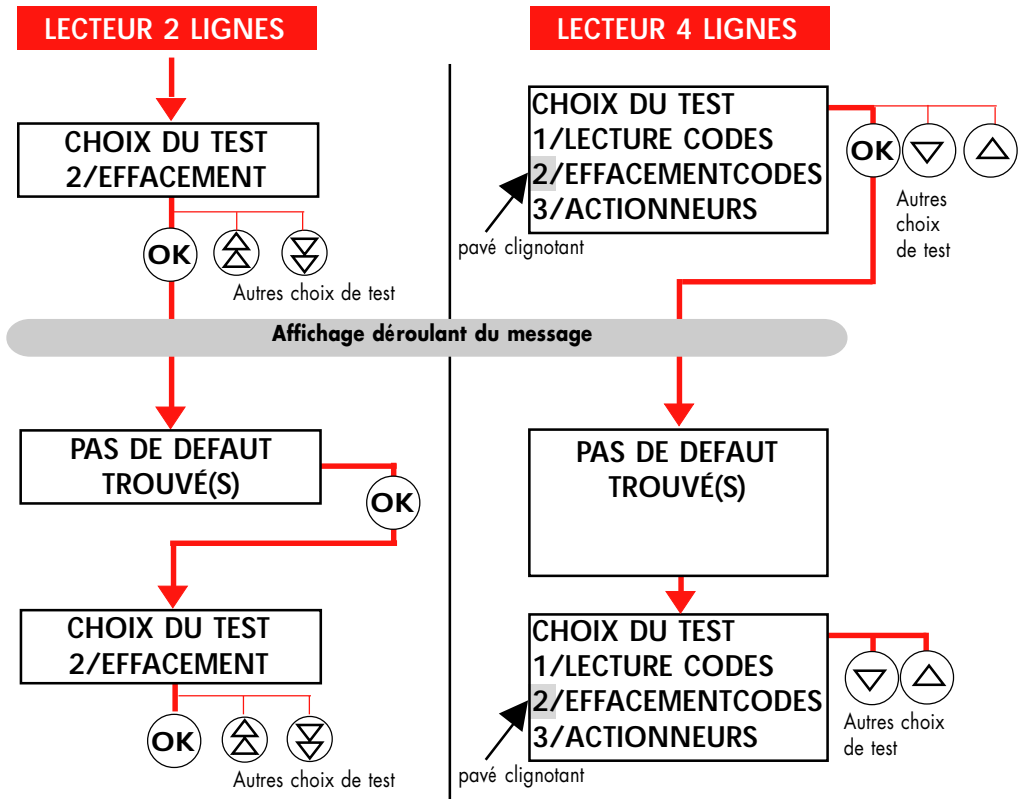 LECTEUR 2 LIGNES
CHOIX DU TEST
2/EFFACEMENT
OK
Autres choix de test
LECTEUR 4 LIGNES
CHOIX DU TEST
1/LECTURE CODES
2/EFFACEMENTCODES
3/ACTIONNEURS
pavé clignotant
OK
Autres
choix
de test
Affichage déroulant du message
PAS DE DEFAUT
TROUVÉ(S)
OK
CHOIX DU TEST
2/EFFACEMENT
OK
Autres choix de test
PAS DE DEFAUT
TROUVÉ(S)
CHOIX DU TEST
1/LECTURE CODES
2/EFFACEMENTCODES
3/ACTIONNEURS
pavé clignotant
Autres choix
de test